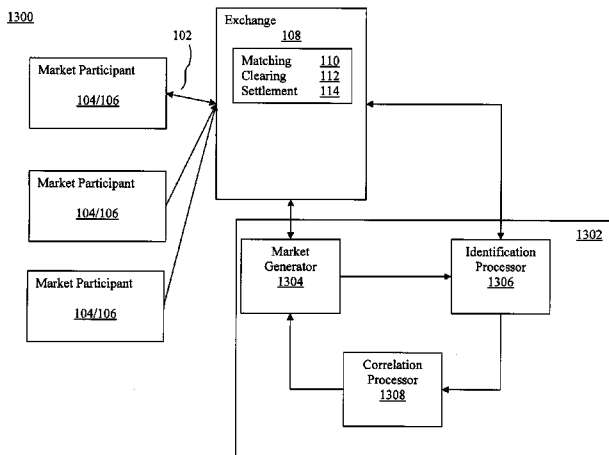 1300
102
Exchange
108
Matching 110
Clearing 112
Settlement 114
Market Participant
104/106
Market Participant
104/106
Market Participant
104/106
1302
Market
Generator
1304
Identification
Processor
1306
Correlation
Processor
1308